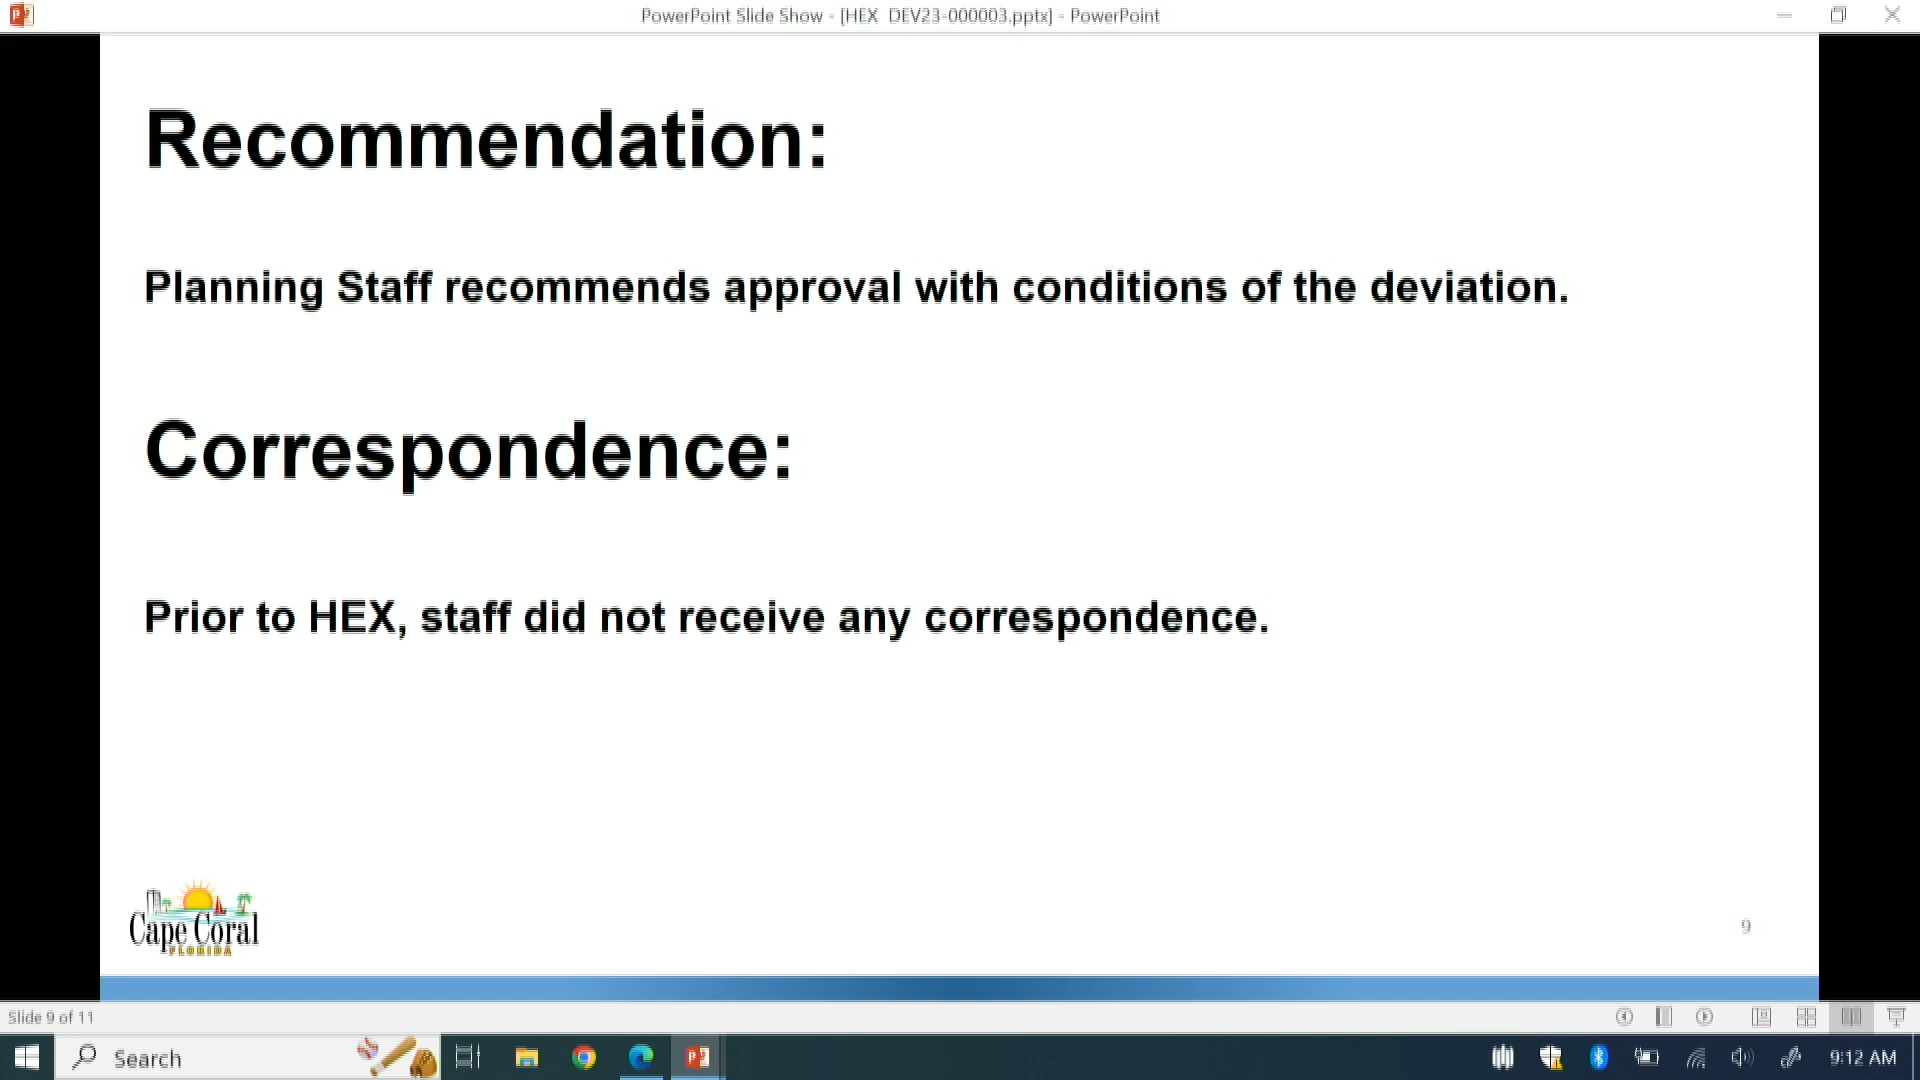 PowerPoint Slide Show - [HEX DEV23-000003.pptx] - PowerPoint
Recommendation:
Planning Staff recommends approval with conditions of the deviation.
Correspondence:
Prior to HEX, staff did not receive any correspondence.
Cape Coral
FLORIDA
9
Slide 9 of 11
Search
9:12 AM